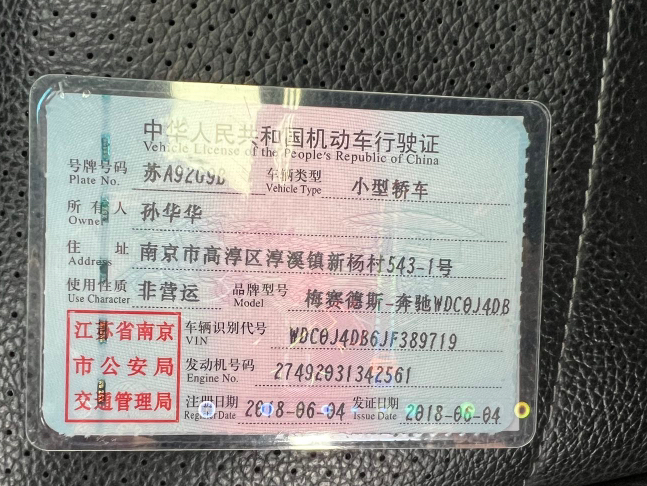 中华人民共和国机动车行驶证
Vehicle License of the People's Republic of China
号牌号码 苏A92G9D 车辆类型 小型轿车
Plate No. Vehicle Type
所有人 孙华华
Owner
住址 南京市高淳区淳溪镇新杨村543-1号
Address
使用性质 非营运 品牌型号 梅赛德斯-奔驰WDC0J4DB
Use Character Model
江苏省南京
市公安局
交通管理局
车辆识别代号 WDC0J4DB6JF389719
VIN
发动机号码 27492031342561
Engine No.
注册日期 2018-06-04 发证日期 2018-06-04
Register Date Issue Date